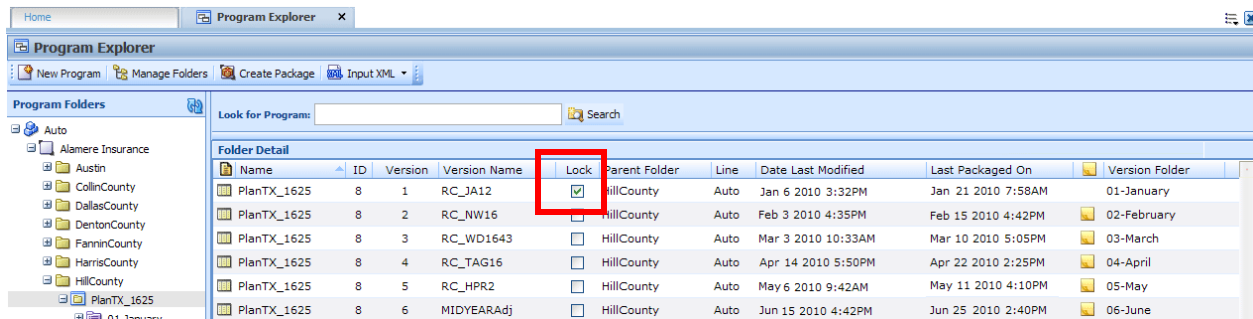 Home Program Explorer x
Program Explorer
New Program Manage Folders Create Package XML Input XML
Program Folders
Look for Program: Search
Auto
Alamere Insurance
Austin
CollinCounty
DallasCounty
DentonCounty
FanninCounty
HarrisCounty
HillCounty
PlanTX_1625
01-January
Folder Detail
Name ID Version Version Name Lock Parent Folder Line Date Last Modified Last Packaged On Version Folder
PlanTX_1625 8 1 RC_JA12 HillCounty Auto Jan 6 2010 3:32PM Jan 21 2010 7:58AM 01-January
PlanTX_1625 8 2 RC_NW16 HillCounty Auto Feb 3 2010 4:35PM Feb 15 2010 4:42PM 02-February
PlanTX_1625 8 3 RC_WD1643 HillCounty Auto Mar 3 2010 10:33AM Mar 10 2010 5:05PM 03-March
PlanTX_1625 8 4 RC_TAG16 HillCounty Auto Apr 14 2010 5:50PM Apr 22 2010 2:25PM 04-April
PlanTX_1625 8 5 RC_HPR2 HillCounty Auto May 6 2010 9:42AM May 11 2010 4:10PM 05-May
PlanTX_1625 8 6 MIDYEARAdj HillCounty Auto Jun 15 2010 4:42PM Jun 25 2010 2:40PM 06-June